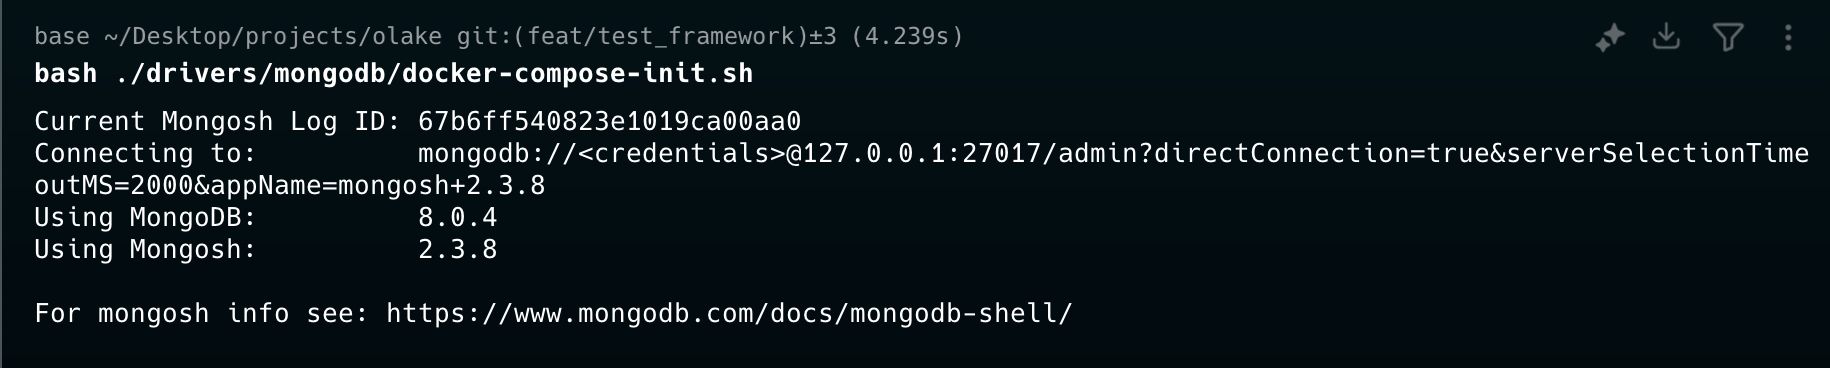 base ~/Desktop/projects/olake git:(feat/test_framework)±3 (4.239s)
bash ./drivers/mongodb/docker-compose-init.sh
Current Mongosh Log ID: 67b6ff540823e1019ca00aa0
Connecting to:          mongodb://<credentials>@127.0.0.1:27017/admin?directConnection=true&serverSelectionTime
outMS=2000&appName=mongosh+2.3.8
Using MongoDB:          8.0.4
Using Mongosh:          2.3.8
For mongosh info see: https://www.mongodb.com/docs/mongodb-shell/